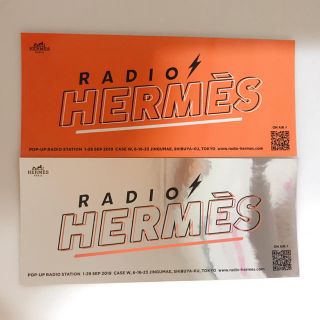 HERMÈS
PARIS
RADIO
HERMÈS
ON AIR
POP-UP RADIO STATION 1-29 SEP 2019 CASE W, 6-16-23 JINGUMAE, SHIBUYA-KU, TOKYO www.radio-hermes.com
HERMÈS
PARIS
RADIO
HERMÈS
ON AIR
POP-UP RADIO STATION 1-29 SEP 2019 CASE W, 6-16-23 JINGUMAE, SHIBUYA-KU, TOKYO www.radio-hermes.com